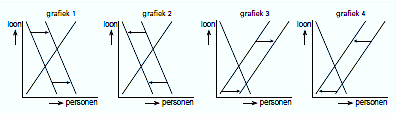 grafiek 1
loon
personen
grafiek 2
loon
personen
grafiek 3
loon
personen
grafiek 4
loon
personen